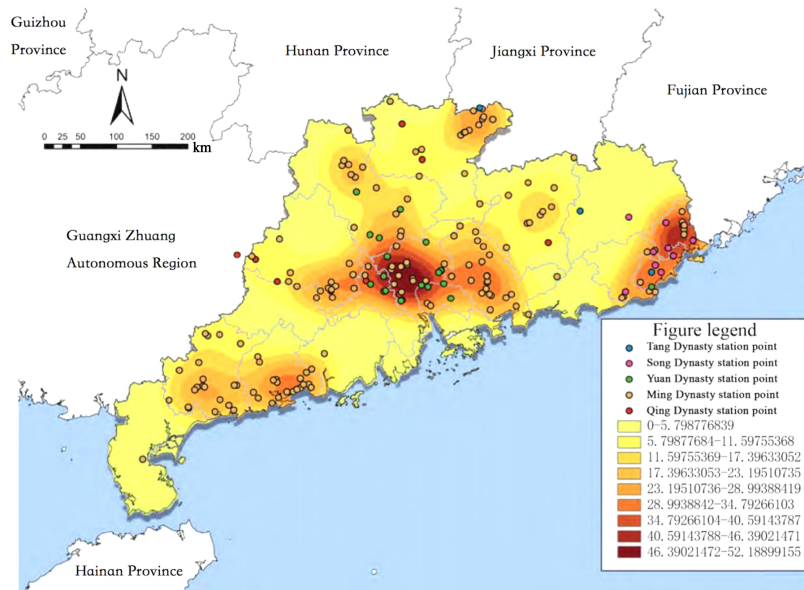 Guizhou
Province
Hunan Province
Jiangxi Province
Fujian Province
N
0 25 50 100 150 200
km
Guangxi Zhuang
Autonomous Region
Hainan Province
Figure legend
Tang Dynasty station point
Song Dynasty station point
Yuan Dynasty station point
Ming Dynasty station point
Qing Dynasty station point
0-5.798776839
5.79877684-11.59755368
11.59755369-17.39633052
17.39633053-23.19510735
23.19510736-28.99388419
28.9938842-34.79266103
34.79266104-40.59143787
40.59143788-46.39021471
46.39021472-52.18899155